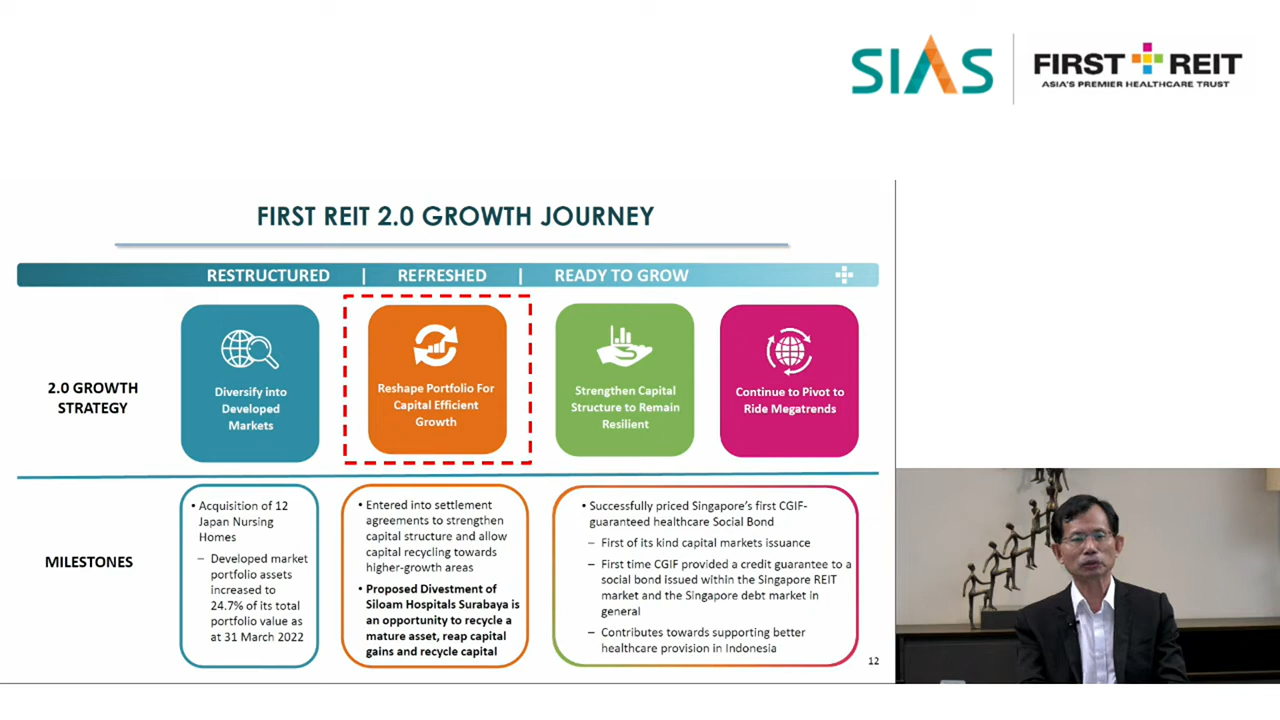 SIAS
FIRST REIT
ASIA'S PREMIER HEALTHCARE TRUST
FIRST REIT 2.0 GROWTH JOURNEY
RESTRUCTURED | REFRESHED | READY TO GROW
2.0 GROWTH
STRATEGY
Diversify into
Developed
Markets
Reshape Portfolio For
Capital Efficient
Growth
Strengthen Capital
Structure to Remain
Resilient
Continue to Pivot to
Ride Megatrends
MILESTONES
• Acquisition of 12
Japan Nursing
Homes
– Developed market
portfolio assets
increased to
24.7% of its total
portfolio value as
at 31 March 2022
• Entered into settlement
agreements to strengthen
capital structure and allow
capital recycling towards
higher-growth areas
• Proposed Divestment of
Siloam Hospitals Surabaya is
an opportunity to recycle a
mature asset, reap capital
gains and recycle capital
• Successfully priced Singapore's first CGIF-
guaranteed healthcare Social Bond
– First of its kind capital markets issuance
– First time CGIF provided a credit guarantee to a
social bond issued within the Singapore REIT
market and the Singapore debt market in
general
– Contributes towards supporting better
healthcare provision in Indonesia
12